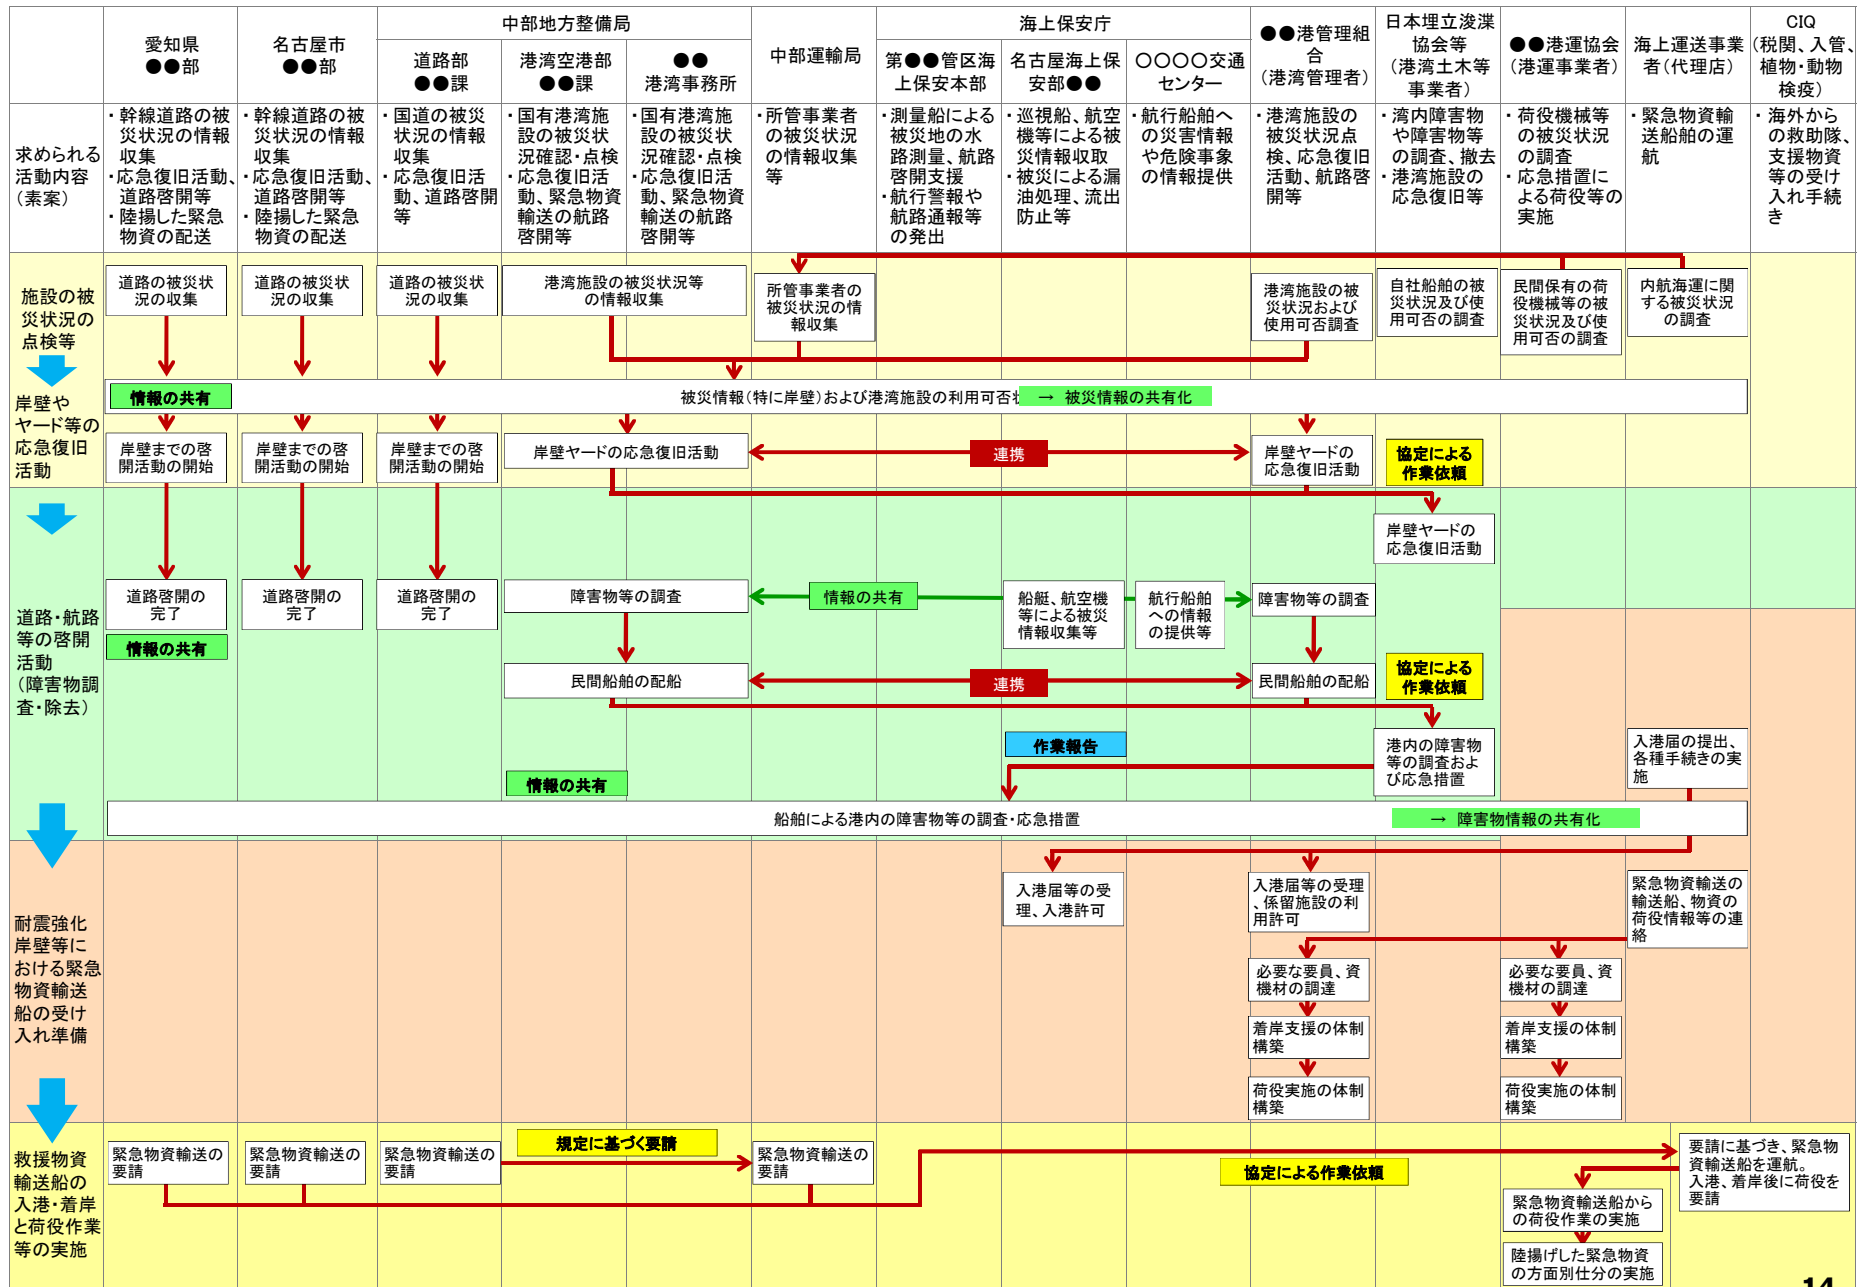 中部地方整備局
海上保安庁
愛知県
●●部
名古屋市
●●部
道路部
●●課
港湾空港部
●●課
●●
港湾事務所
中部運輸局
第●●管区海
上保安本部
名古屋海上保
安部●●
○○○○交通
センター
●●港管理組
合
(港湾管理者)
日本埋立浚渫
協会等
(港湾土木等
事業者)
●●港運協会
(港運事業者)
海上運送事業
者(代理店)
CIQ
(税関、入管、
植物・動物
検疫)
求められる
活動内容
(素案)
・幹線道路の被
災状況の情報
収集
・応急復旧活動、
道路啓開等
・陸揚した緊急
物資の配送
・幹線道路の被
災状況の情報
収集
・応急復旧活動、
道路啓開等
・陸揚した緊急
物資の配送
・国道の被災
状況の情報
収集
・応急復旧活
動、道路啓開
等
・国有港湾施
設の被災状
況確認・点検
・応急復旧活
動、緊急物資
輸送の航路
啓開等
・国有港湾施
設の被災状
況確認・点検
・応急復旧活
動、緊急物資
輸送の航路
啓開等
・所管事業者
の被災状況
の情報収集
等
・測量船による
被災地の水
路測量、航路
啓開支援
・航行警報や
航路通報等
の発出
・巡視船、航空
機等による被
災情報収取
・被災による漏
油処理、流出
防止等
・航行船舶へ
の災害情報
や危険事象
の情報提供
・港湾施設の
被災状況点
検、応急復旧
活動、航路啓
開等
・湾内障害物
や障害物等
の調査、撤去
・港湾施設の
応急復旧等
・荷役機械等
の被災状況
の調査
・応急措置に
よる荷役等の
実施
・緊急物資輸
送船舶の運
航
・海外から
の救助隊、
支援物資
等の受け
入れ手続
き
施設の被
災状況の
点検等
道路の被災状
況の収集
道路の被災状
況の収集
道路の被災状
況の収集
港湾施設の被災状況等
の情報収集
所管事業者の
被災状況の情
報収集
港湾施設の被
災状況および
使用可否調査
自社船舶の被
災状況及び使
用可否の調査
民間保有の荷
役機械等の被
災状況及び使
用可否の調査
内航海運に関
する被災状況
の調査
情報の共有
被災情報(特に岸壁)および港湾施設の利用可否
→ 被災情報の共有化
岸壁や
ヤード等の
応急復旧
活動
岸壁までの啓
開活動の開始
岸壁までの啓
開活動の開始
岸壁までの啓
開活動の開始
岸壁ヤードの応急復旧活動
連携
岸壁ヤードの
応急復旧活動
協定による
作業依頼
岸壁ヤードの
応急復旧活動
道路・航路
等の啓開
活動
(障害物調
査・除去)
道路啓開の
完了
道路啓開の
完了
道路啓開の
完了
障害物等の調査
情報の共有
船艇、航空機
等による被災
情報収集等
航行船舶
への情報
の提供等
障害物等の調査
情報の共有
民間船舶の配船
連携
民間船舶の配船
協定による
作業依頼
作業報告
港内の障害物
等の調査およ
び応急措置
入港届の提出、
各種手続きの実
施
情報の共有
船舶による港内の障害物等の調査・応急措置
→ 障害物情報の共有化
耐震強化
岸壁等に
おける緊急
物資輸送
船の受け
入れ準備
入港届等の受
理、入港許可
入港届等の受理
、係留施設の利
用許可
緊急物資輸送の
輸送船、物資の
荷役情報等の連
絡
必要な要員、資
機材の調達
必要な要員、資
機材の調達
着岸支援の体制
構築
着岸支援の体制
構築
荷役実施の体制
構築
荷役実施の体制
構築
救援物資
輸送船の
入港・着岸
と荷役作業
等の実施
緊急物資輸送の
要請
緊急物資輸送の
要請
緊急物資輸送の
要請
規定に基づく要請
緊急物資輸送の
要請
協定による作業依頼
要請に基づき、緊急物
資輸送船を運航。
入港、着岸後に荷役を
要請
緊急物資輸送船から
の荷役作業の実施
陸揚げした緊急物資
の方面別仕分の実施
14